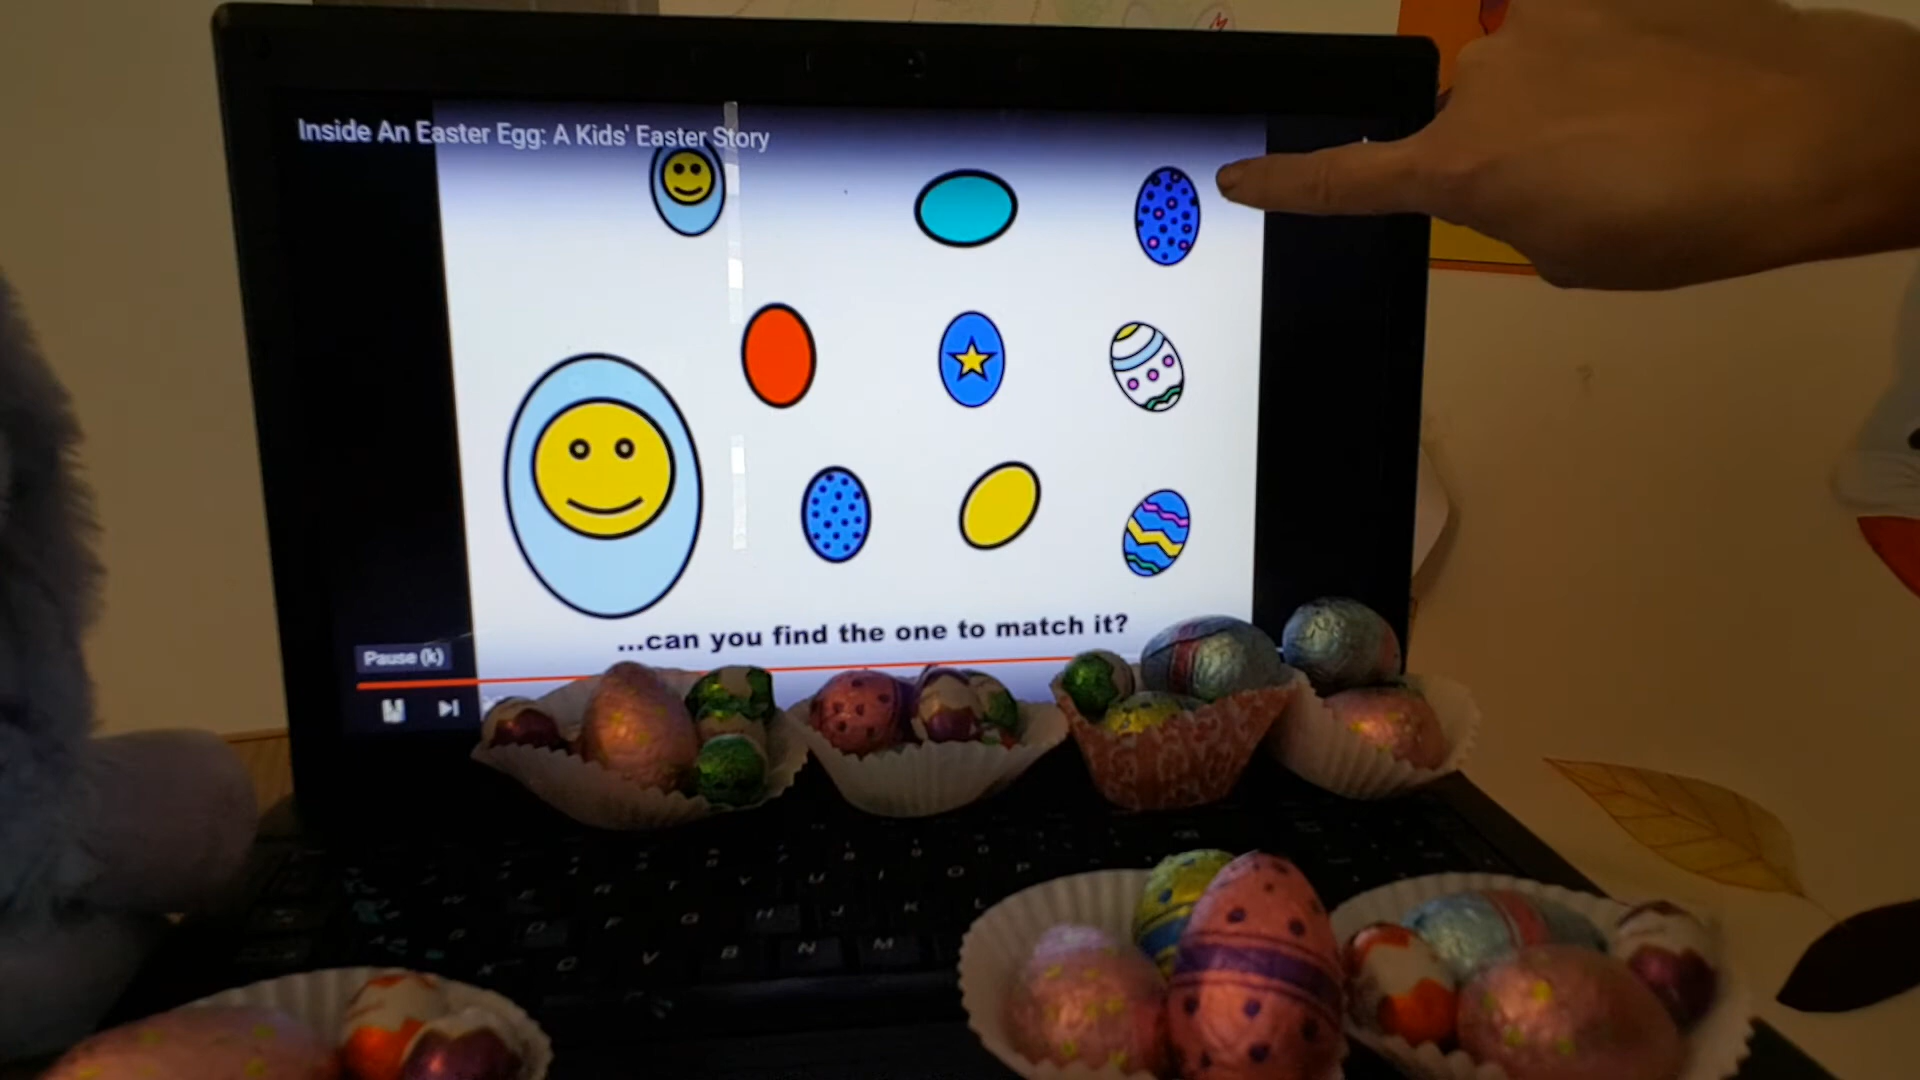 Inside An Easter Egg: A Kids' Easter Story
...can you find the one to match it?
Pause (k)
V B N M